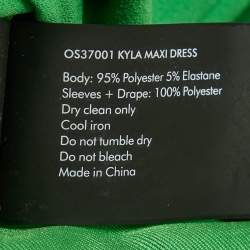 OS37001 KYLA MAXI DRESS
Body: 95% Polyester 5% Elastane
Sleeves + Drape: 100% Polyester
Dry clean only
Cool iron
Do not tumble dry
Do not bleach
Made in China